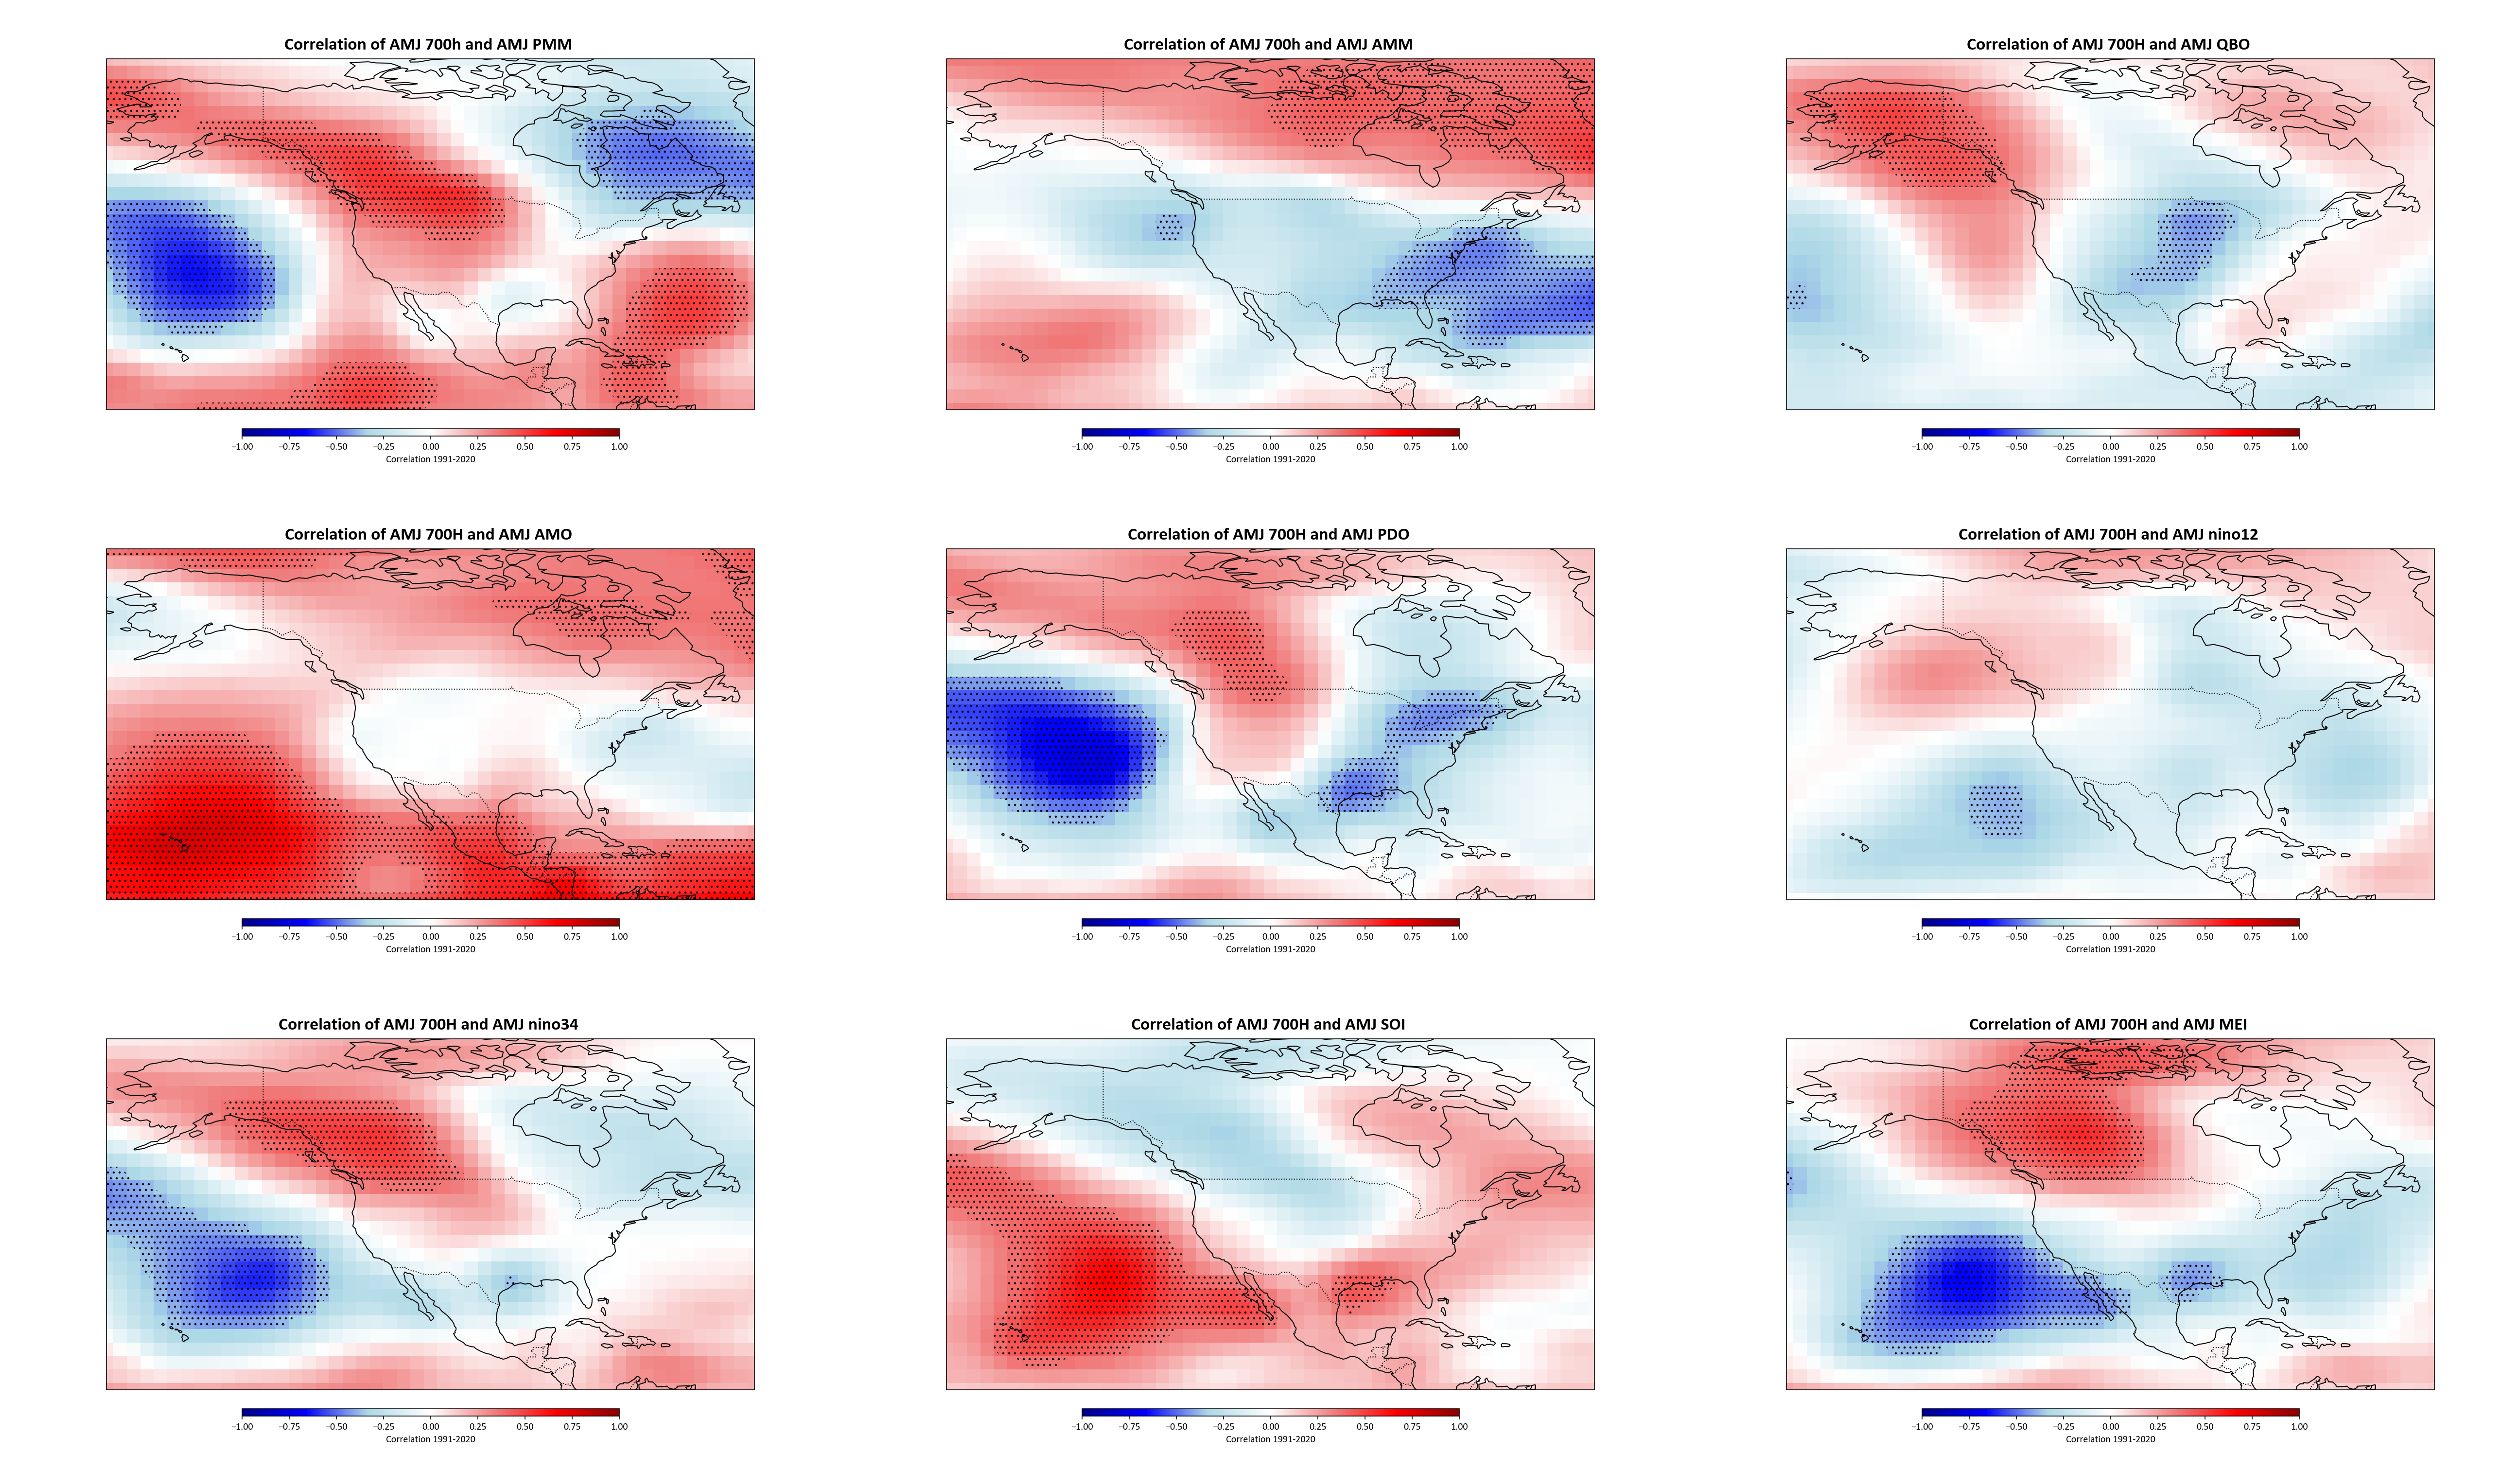 Correlation of AMJ 700h and AMJ PMM
Correlation of AMJ 700h and AMJ AMM
Correlation of AMJ 700H and AMJ QBO
−1.00 −0.75 −0.50 −0.25 0.00 0.25 0.50 0.75 1.00
Correlation 1991-2020
−1.00 −0.75 −0.50 −0.25 0.00 0.25 0.50 0.75 1.00
Correlation 1991-2020
−1.00 −0.75 −0.50 −0.25 0.00 0.25 0.50 0.75 1.00
Correlation 1991-2020
Correlation of AMJ 700H and AMJ AMO
Correlation of AMJ 700H and AMJ PDO
Correlation of AMJ 700H and AMJ nino12
−1.00 −0.75 −0.50 −0.25 0.00 0.25 0.50 0.75 1.00
Correlation 1991-2020
−1.00 −0.75 −0.50 −0.25 0.00 0.25 0.50 0.75 1.00
Correlation 1991-2020
−1.00 −0.75 −0.50 −0.25 0.00 0.25 0.50 0.75 1.00
Correlation 1991-2020
Correlation of AMJ 700H and AMJ nino34
Correlation of AMJ 700H and AMJ SOI
Correlation of AMJ 700H and AMJ MEI
−1.00 −0.75 −0.50 −0.25 0.00 0.25 0.50 0.75 1.00
Correlation 1991-2020
−1.00 −0.75 −0.50 −0.25 0.00 0.25 0.50 0.75 1.00
Correlation 1991-2020
−1.00 −0.75 −0.50 −0.25 0.00 0.25 0.50 0.75 1.00
Correlation 1991-2020